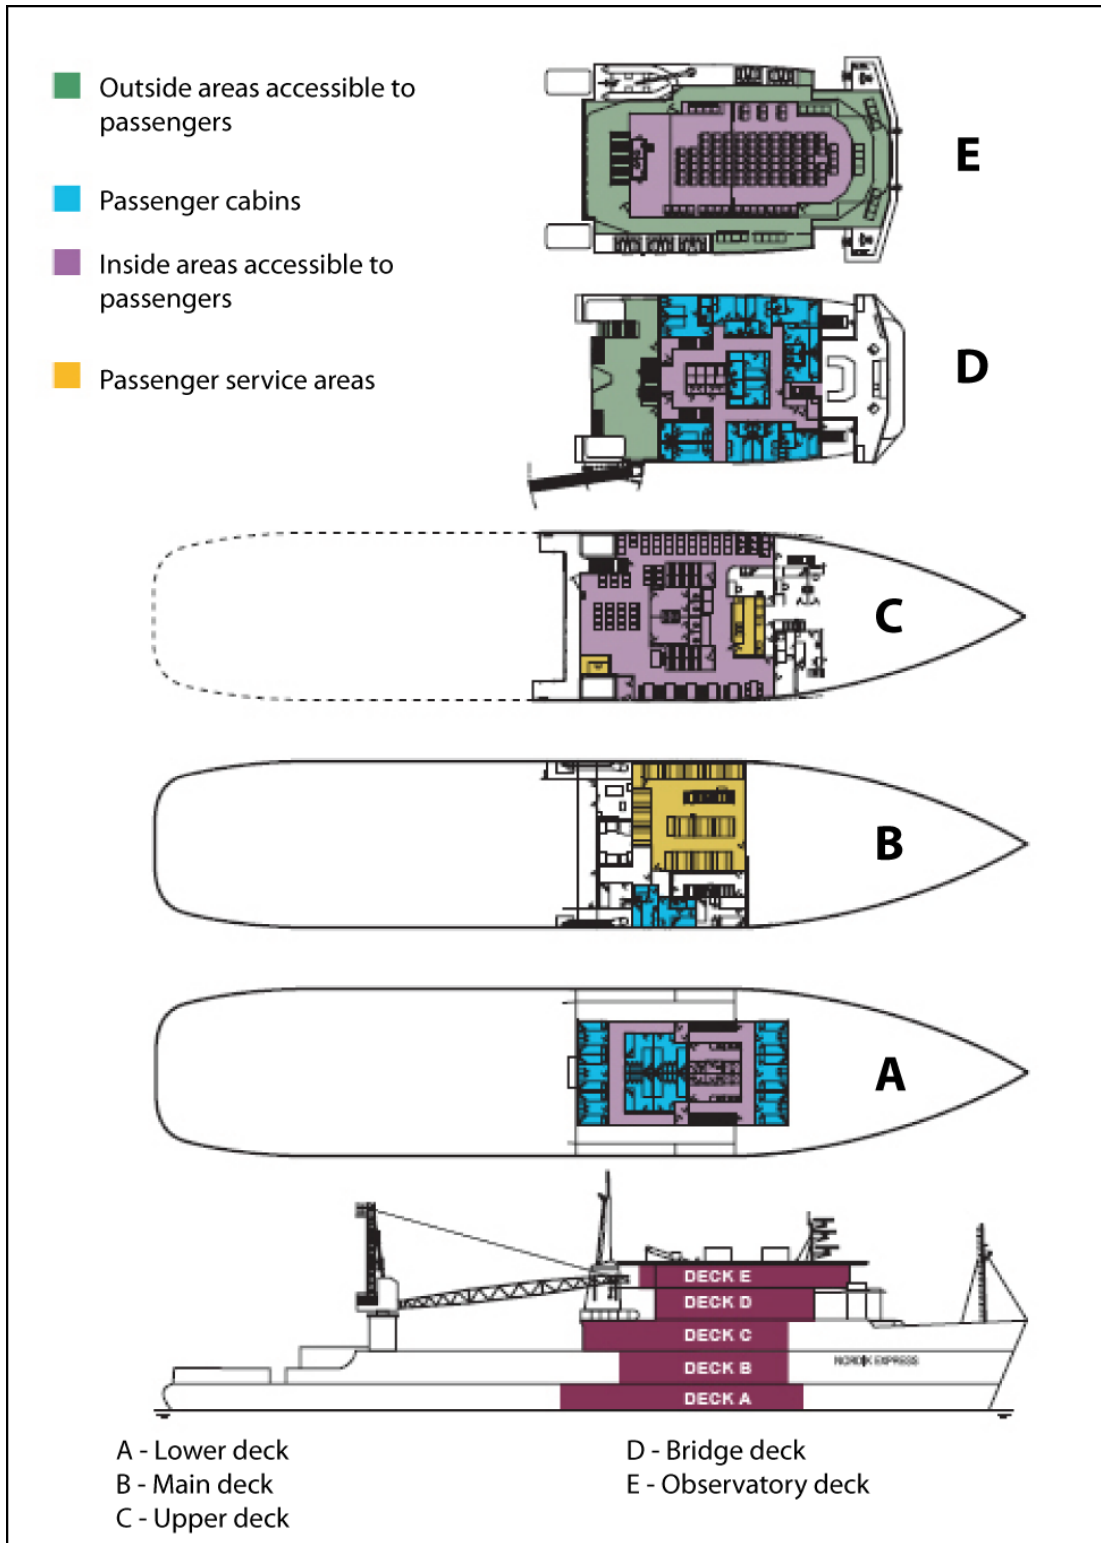 Outside areas accessible to
passengers
Passenger cabins
Inside areas accessible to
passengers
Passenger service areas
E
D
C
B
A
DECK E
DECK D
DECK C
DECK B
DECK A
NORDIK EXPRESS
A - Lower deck
B - Main deck
C - Upper deck
D - Bridge deck
E - Observatory deck